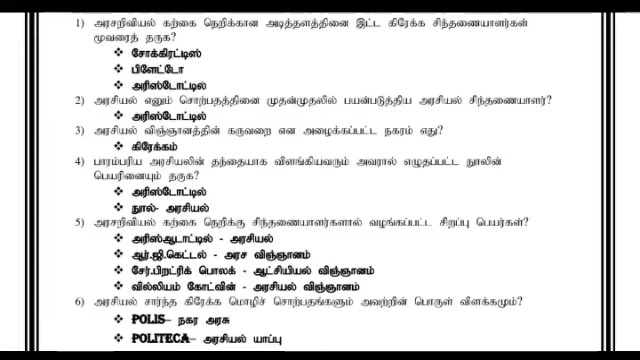 1) அரசறிவியல் கற்கை நெறிக்கான அடித்தளத்தினை இட்ட கிரேக்க சிந்தணையாளர்கள்
மூவரைத் தருக?
❖ சோக்கிரட்டிஸ்
❖ பிளேட்டோ
❖ அரிஸ்டோட்டில்
2) அரசியல் எனும் சொற்பதத்தினை முதன்முதலில் பயன்படுத்திய அரசியல் சிந்தணையாளர்?
❖ அரிஸ்டோட்டில்
3) அரசியல் விஞ்ஞானத்தின் கருவறை என அழைக்கப்பட்ட நகரம் எது?
❖ கிரேக்கம்
4) பாரம்பரிய அரசியலின் தந்தையாக விளங்கியவரும் அவரால் எழுதப்பட்ட நூலின்
பெயரினையும் தருக?
❖ அரிஸ்டோட்டில்
❖ நூல்- அரசியல்
5) அரசறிவியல் கற்கை நெறிக்கு சிந்தணையாளர்களால் வழங்கப்பட்ட சிறப்பு பெயர்கள்?
❖ அரிஸ்ஆடாட்டில் - அரசியல்
❖ ஆர்.ஜி.கெட்டல் - அரச விஞ்ஞானம்
❖ சேர்.பிறட்ரிக் பொலக் - ஆட்சியியல் விஞ்ஞானம்
❖ வில்லியம் கோட்வின் - அரசியல் விஞ்ஞானம்
6) அரசியல் சார்ந்த கிரேக்க மொழிச் சொற்பதங்களும் அவற்றின் பொருள் விளக்கமும்?
❖ POLIS– நகர அரசு
❖ POLITECA– அரசியல் யாப்பு